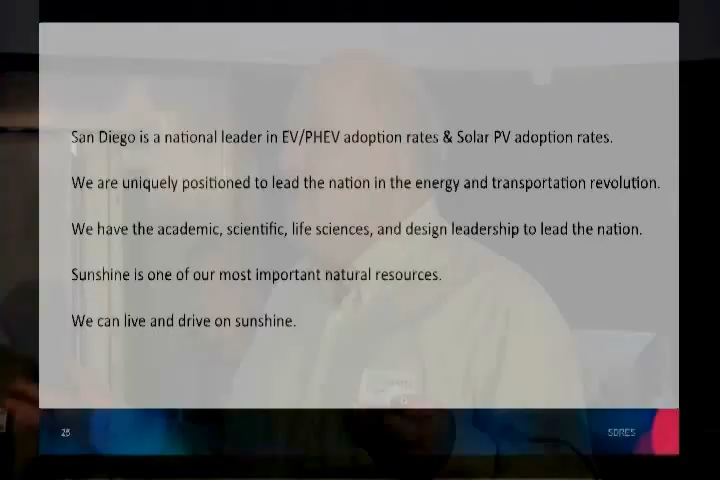 San Diego is a national leader in EV/PHEV adoption rates & Solar PV adoption rates.
We are uniquely positioned to lead the nation in the energy and transportation revolution.
We have the academic, scientific, life sciences, and design leadership to lead the nation.
Sunshine is one of our most important natural resources.
We can live and drive on sunshine.
25
SDRES